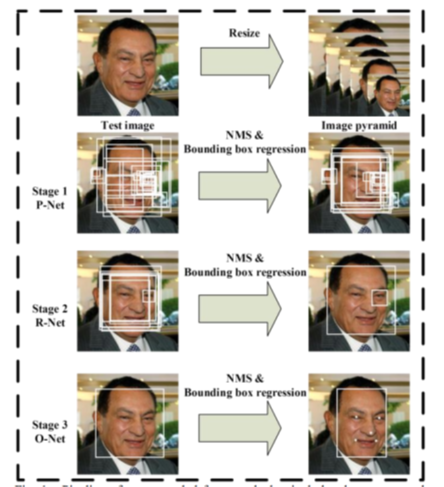 Resize
Test image
Image pyramid
NMS &
Bounding box regression
Stage 1
P-Net
NMS &
Bounding box regression
Stage 2
R-Net
NMS &
Bounding box regression
Stage 3
O-Net